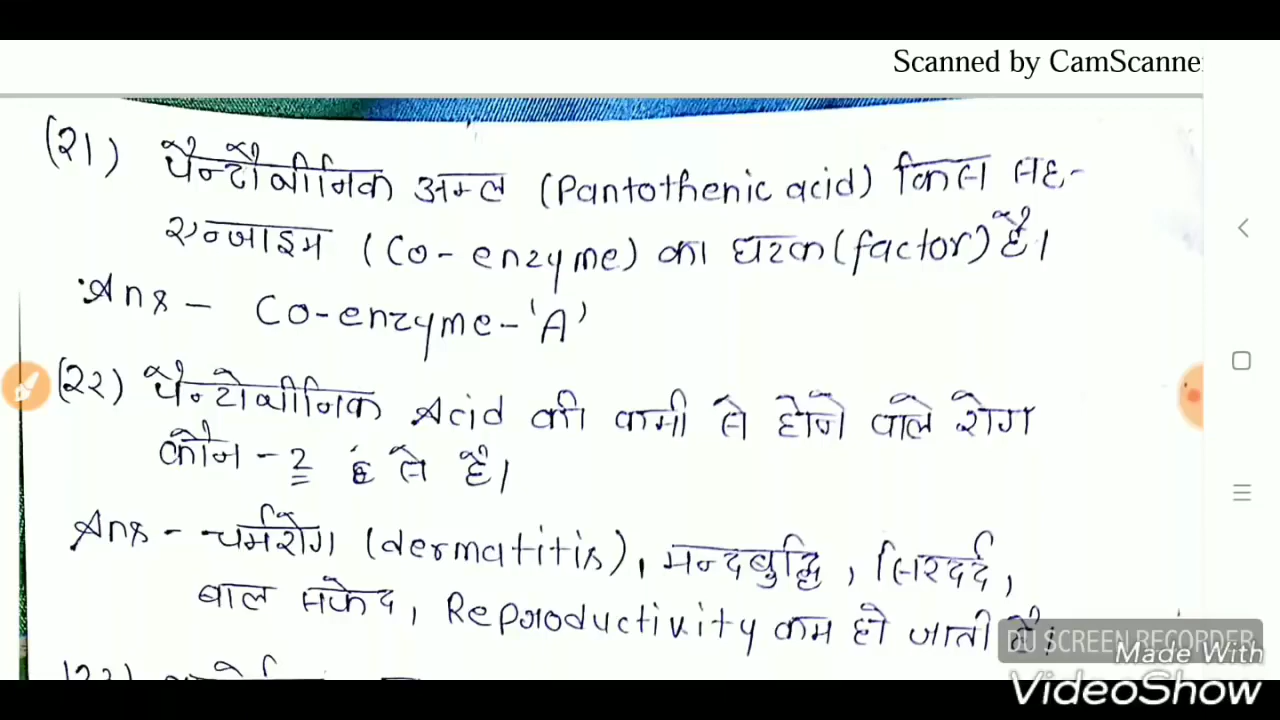 Scanned by CamScanne
(21) पैन्टौथीनिक अम्ल (Pantothenic acid) किस सह-
एन्जाइम (Co-enzyme) का घटक (factor) है।
Ans - Co-enzyme-'A'
(22) पैन्टोथीनिक Acid की कमी से होने वाले रोग
कौन-2 से है।
Ans - चर्मरोग (dermatitis), मन्दबुद्धि, सिरदर्द,
बाल सफेद, Reproductivity कम हो जाती है।
DU SCREEN RECORDER
Made With
VideoShow